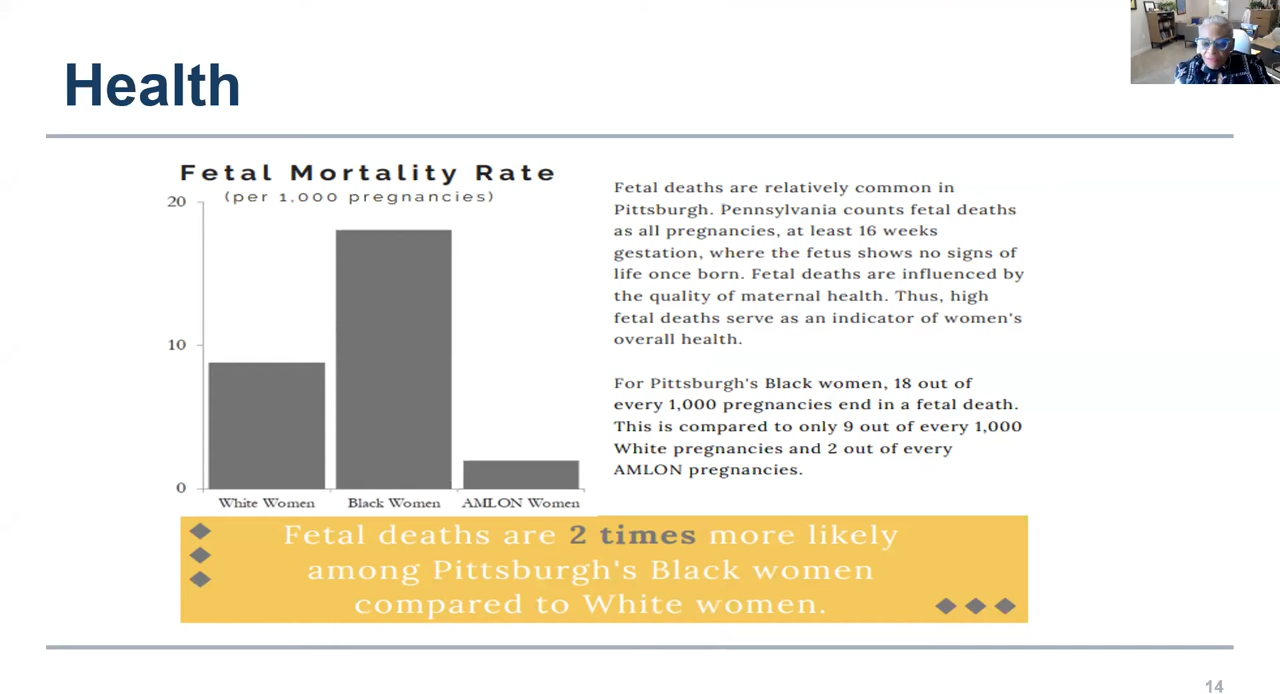 Health
Fetal Mortality Rate
(per 1,000 pregnancies)
20
10
0
White Women
Black Women
AMLON Women
Fetal deaths are relatively common in
Pittsburgh. Pennsylvania counts fetal deaths
as all pregnancies, at least 16 weeks
gestation, where the fetus shows no signs of
life once born. Fetal deaths are influenced by
the quality of maternal health. Thus, high
fetal deaths serve as an indicator of women's
overall health.
For Pittsburgh's Black women, 18 out of
every 1,000 pregnancies end in a fetal death.
This is compared to only 9 out of every 1,000
White pregnancies and 2 out of every
AMLON pregnancies.
Fetal deaths are 2 times more likely
among Pittsburgh's Black women
compared to White women.
14